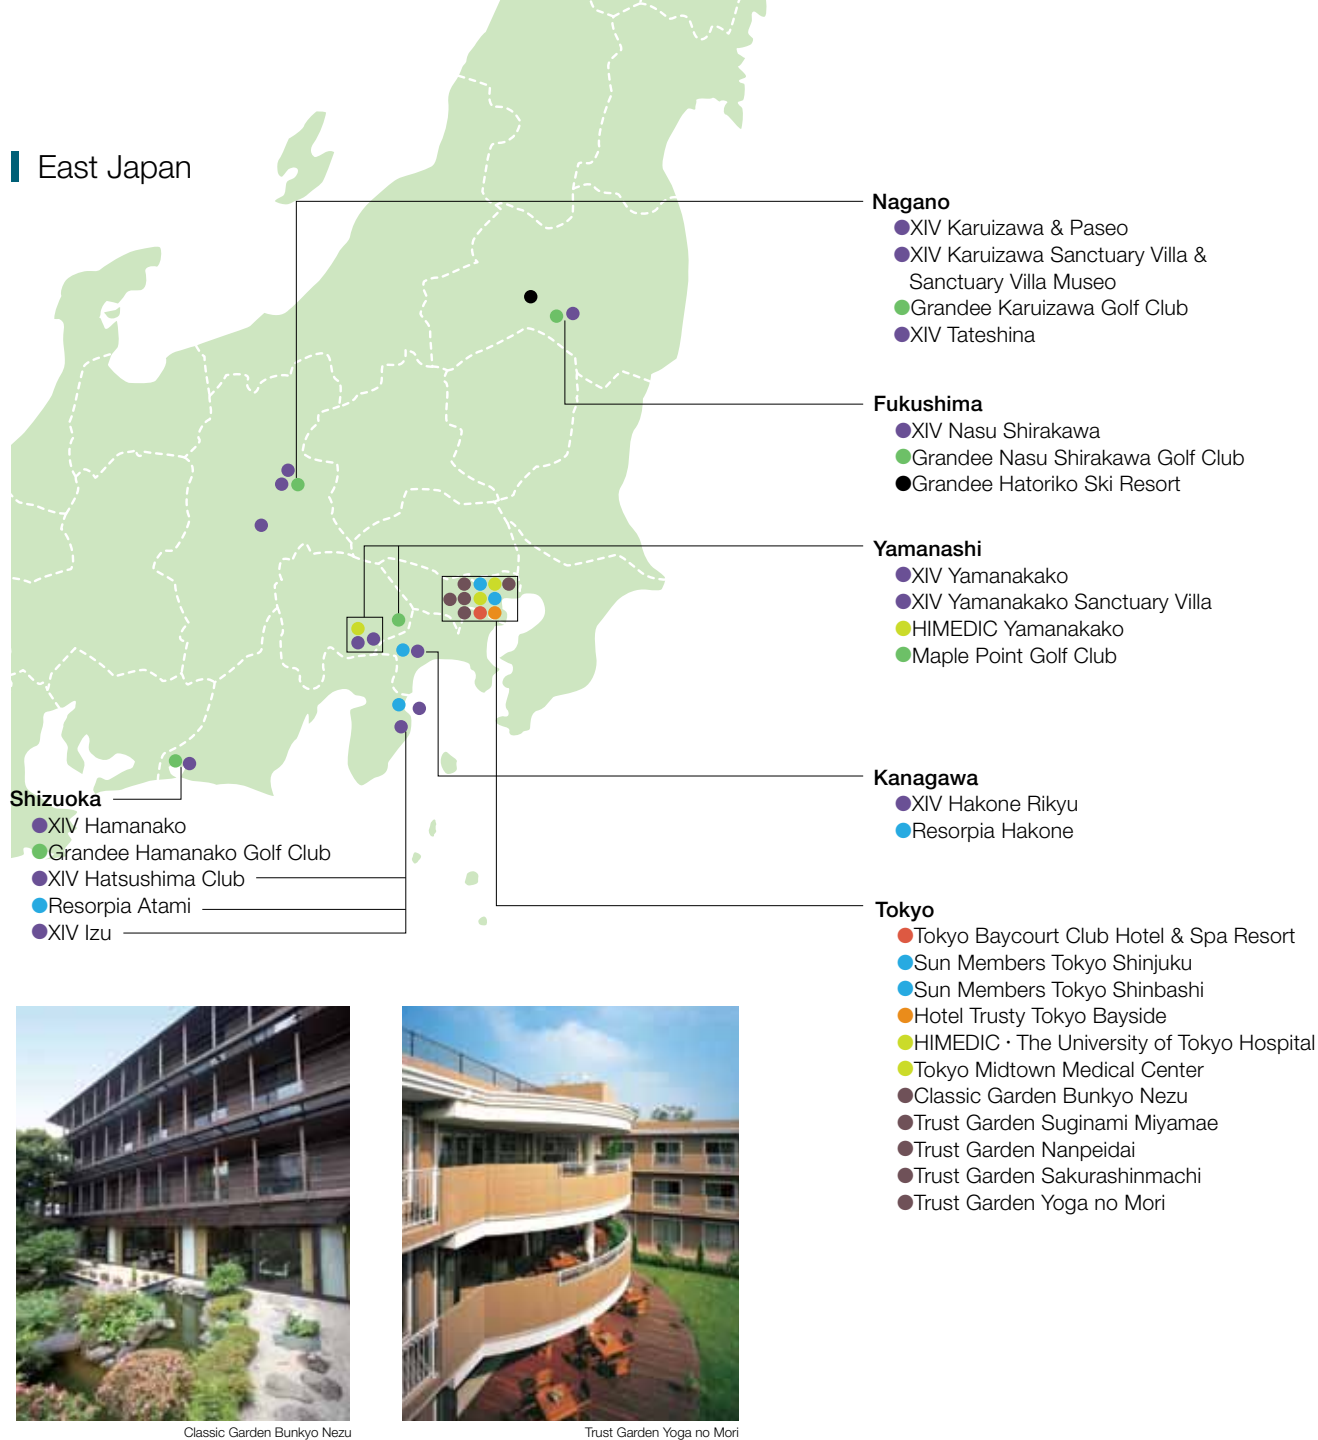 East Japan
Nagano
XIV Karuizawa & Paseo
XIV Karuizawa Sanctuary Villa &
Sanctuary Villa Museo
Grandee Karuizawa Golf Club
XIV Tateshina
Fukushima
XIV Nasu Shirakawa
Grandee Nasu Shirakawa Golf Club
Grandee Hatoriko Ski Resort
Yamanashi
XIV Yamanakako
XIV Yamanakako Sanctuary Villa
HIMEDIC Yamanakako
Maple Point Golf Club
Kanagawa
XIV Hakone Rikyu
Resorpia Hakone
Shizuoka
XIV Hamanako
Grandee Hamanako Golf Club
XIV Hatsushima Club
Resorpia Atami
XIV Izu
Tokyo
Tokyo Baycourt Club Hotel & Spa Resort
Sun Members Tokyo Shinjuku
Sun Members Tokyo Shinbashi
Hotel Trusty Tokyo Bayside
HIMEDIC・The University of Tokyo Hospital
Tokyo Midtown Medical Center
Classic Garden Bunkyo Nezu
Trust Garden Suginami Miyamae
Trust Garden Nanpeidai
Trust Garden Sakurashinmachi
Trust Garden Yoga no Mori
Classic Garden Bunkyo Nezu
Trust Garden Yoga no Mori